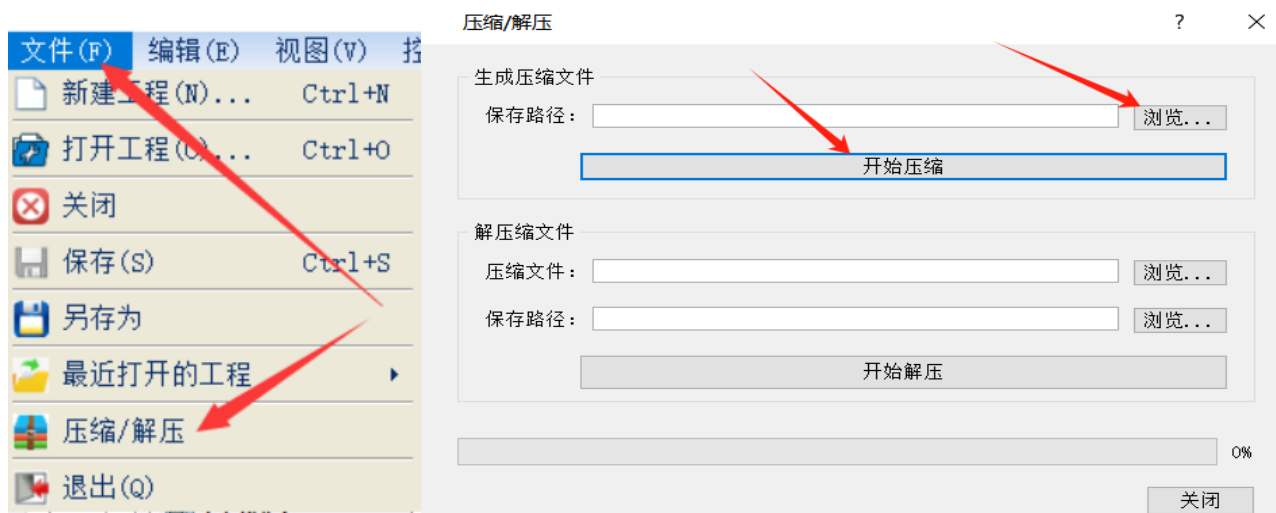 文件(F) 编辑(E) 视图(V) 控
新建工程(N)... Ctrl+N
打开工程(O)... Ctrl+O
关闭
保存(S) Ctrl+S
另存为
最近打开的工程
压缩/解压
退出(Q)
压缩/解压 ?
生成压缩文件
保存路径: 浏览...
开始压缩
解压缩文件
压缩文件: 浏览...
保存路径: 浏览...
开始解压
0%
关闭